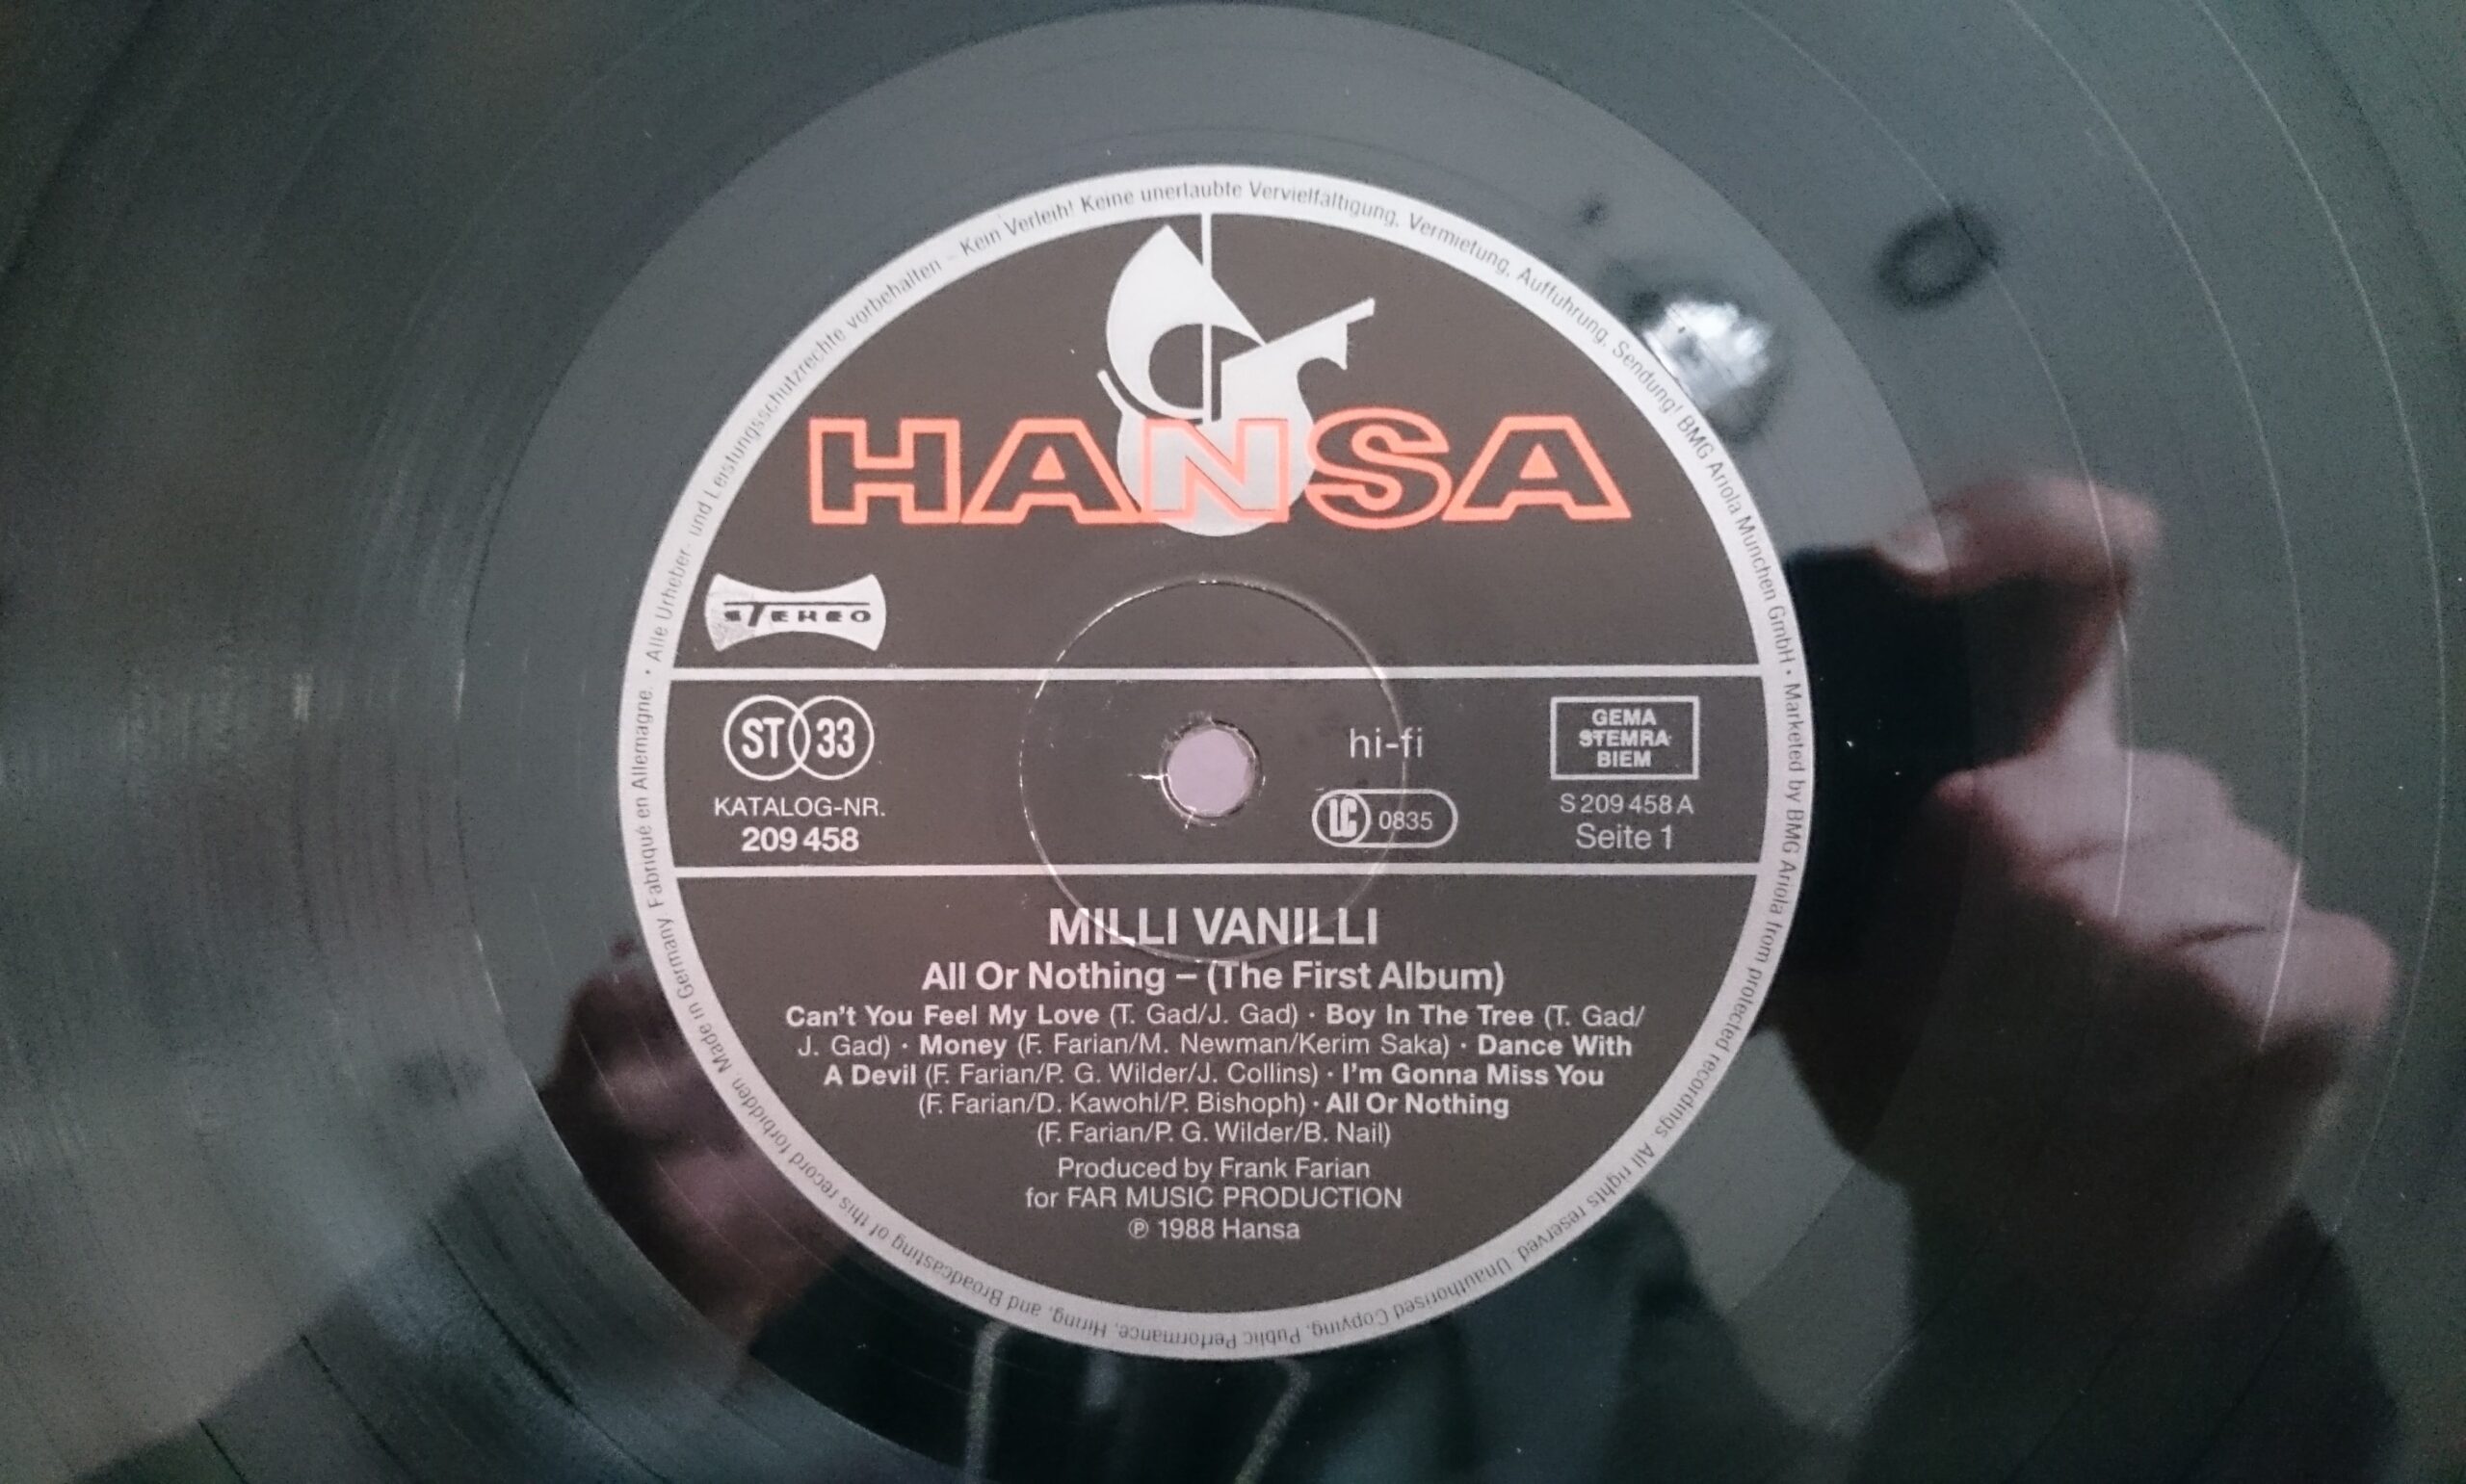 • Alle Urheber- und Leistungsschutzrechte vorbehalten – Kein Verleih! Keine unerlaubte Vervielfältigung, Vermietung, Aufführung, Sendung! BMG Ariola München GmbH • Marketed by BMG Ariola from protected recordings. All rights reserved. Unauthorised Copying, Public Performance, Hiring, and Broadcasting of this record forbidden. Made in Germany. Fabriqué en Allemagne.
HANSA
STEREO
ST 33
KATALOG-NR.
209 458
hi-fi
LC 0835
GEMA
STEMRA
BIEM
S 209 458 A
Seite 1
MILLI VANILLI
All Or Nothing – (The First Album)
Can't You Feel My Love (T. Gad/J. Gad) · Boy In The Tree (T. Gad/
J. Gad) · Money (F. Farian/M. Newman/Kerim Saka) · Dance With
A Devil (F. Farian/P. G. Wilder/J. Collins) · I'm Gonna Miss You
(F. Farian/D. Kawohl/P. Bishoph) · All Or Nothing
(F. Farian/P. G. Wilder/B. Nail)
Produced by Frank Farian
for FAR MUSIC PRODUCTION
℗ 1988 Hansa